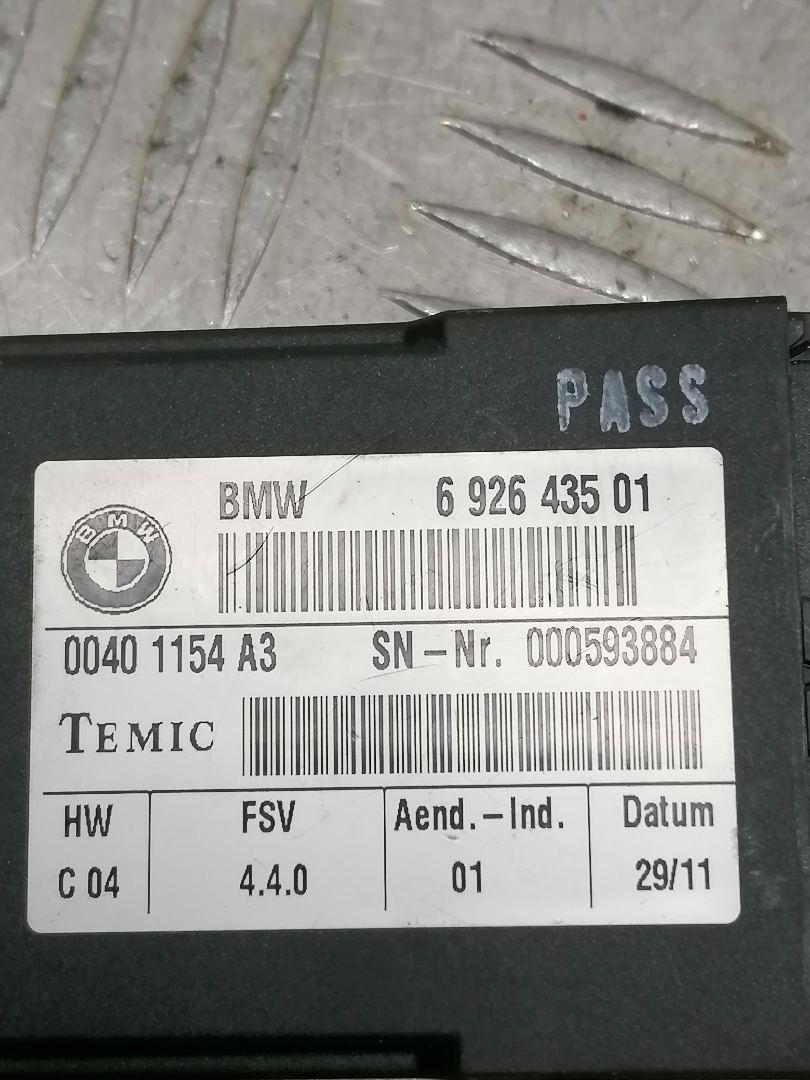 PASS
BMW 6 926 435 01
BMW
0040 1154 A3 SN-Nr. 000593884
TEMIC
HW FSV Aend.-Ind. Datum
C 04 4.4.0 01 29/11